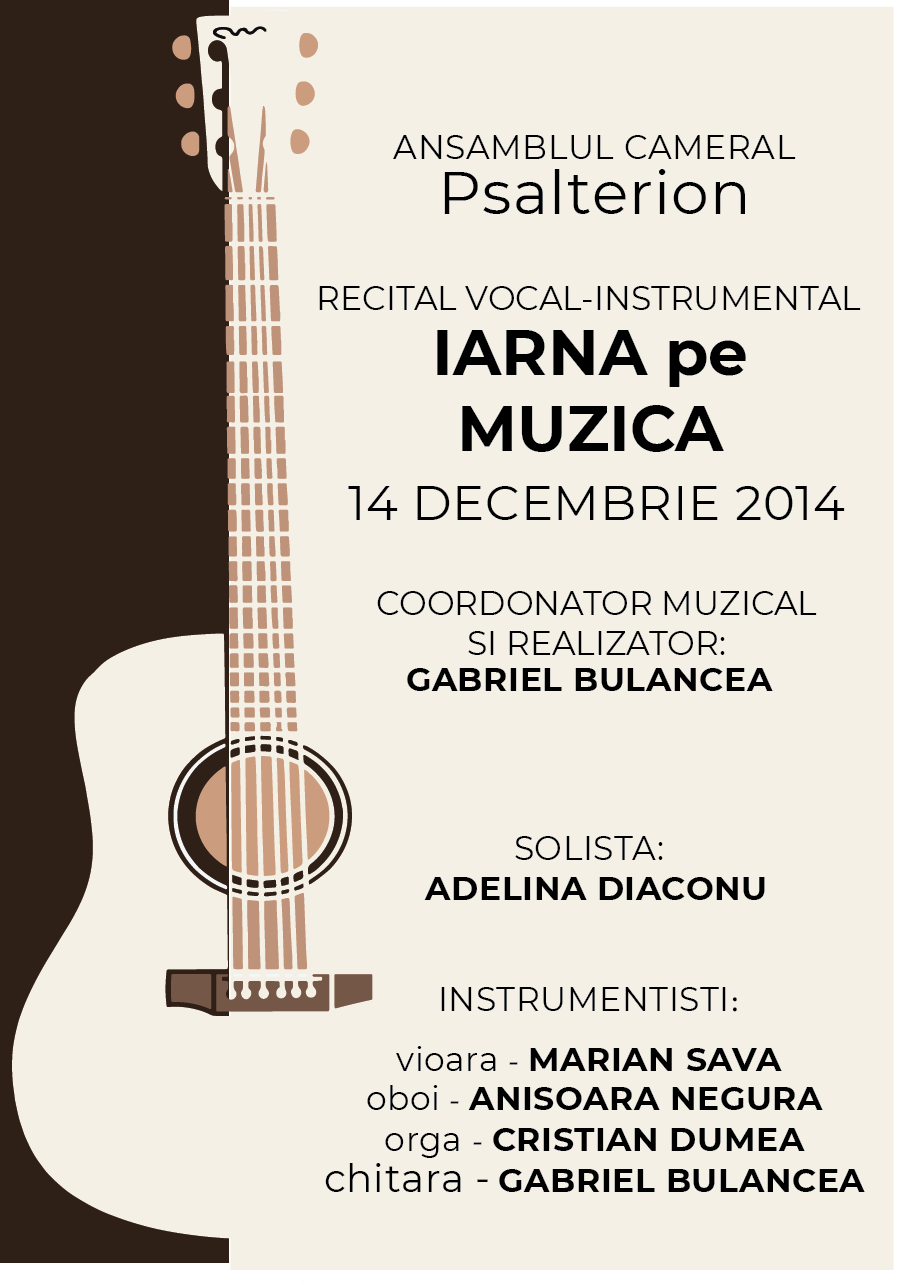 ANSAMBLUL CAMERAL
Psalterion
RECITAL VOCAL-INSTRUMENTAL
IARNA pe
MUZICA
14 DECEMBRIE 2014
COORDONATOR MUZICAL
SI REALIZATOR:
GABRIEL BULANCEA
SOLISTA:
ADELINA DIACONU
INSTRUMENTISTI:
vioara - MARIAN SAVA
oboi - ANISOARA NEGURA
orga - CRISTIAN DUMEA
chitara - GABRIEL BULANCEA